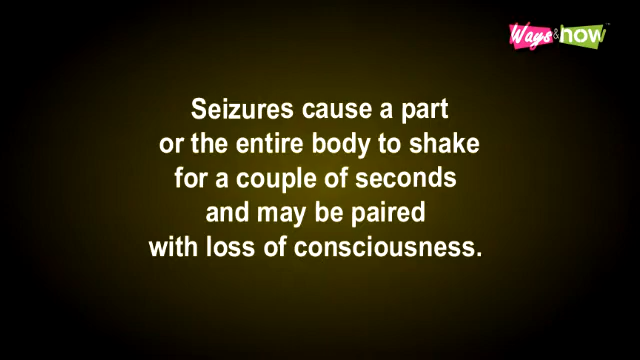 Ways&how
Seizures cause a part
or the entire body to shake
for a couple of seconds
and may be paired
with loss of consciousness.